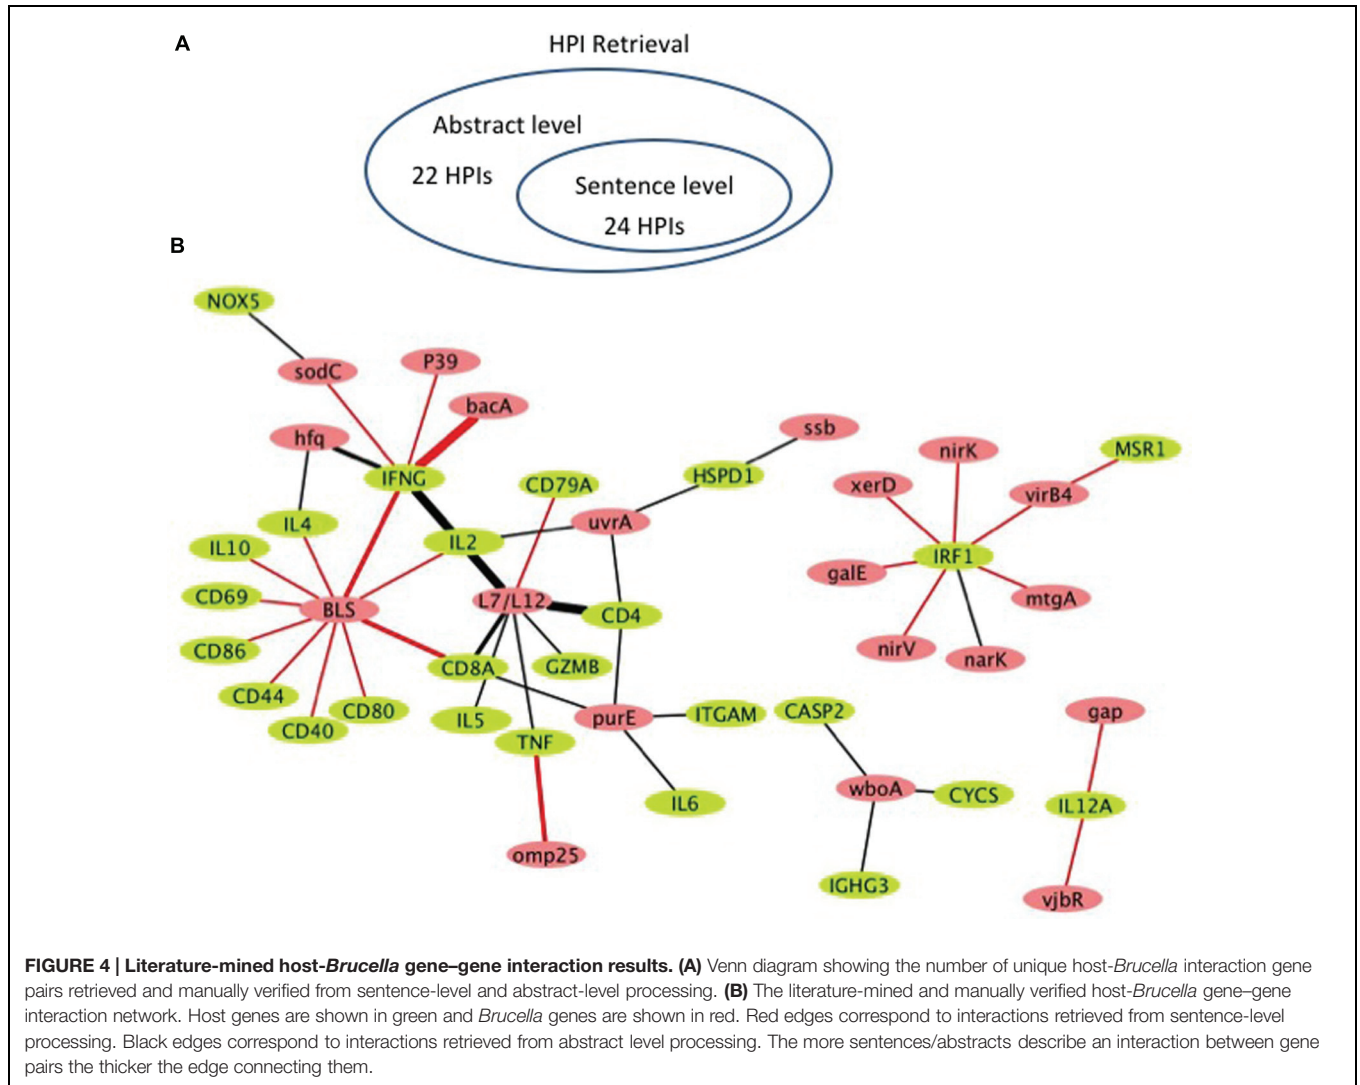 A
HPI Retrieval
Abstract level
22 HPIs
Sentence level
24 HPIs
B
NOX5
sodC
P39
bacA
hfq
IFNG
ssb
nirK
MSR1
HSPD1
CD79A
xerD
virB4
IL4
uvrA
IL10
IL2
IRF1
galE
CD69
BLS
L7/L12
CD4
mtgA
CD86
CD8A
GZMB
nirV
narK
CD44
CD80
IL5
purE
ITGAM
CASP2
gap
CD40
TNF
wboA
CYCS
IL6
IL12A
omp25
IGHG3
vjbR
FIGURE 4 | Literature-mined host-Brucella gene–gene interaction results. (A) Venn diagram showing the number of unique host-Brucella interaction gene
pairs retrieved and manually verified from sentence-level and abstract-level processing. (B) The literature-mined and manually verified host-Brucella gene–gene
interaction network. Host genes are shown in green and Brucella genes are shown in red. Red edges correspond to interactions retrieved from sentence-level
processing. Black edges correspond to interactions retrieved from abstract level processing. The more sentences/abstracts describe an interaction between gene
pairs the thicker the edge connecting them.